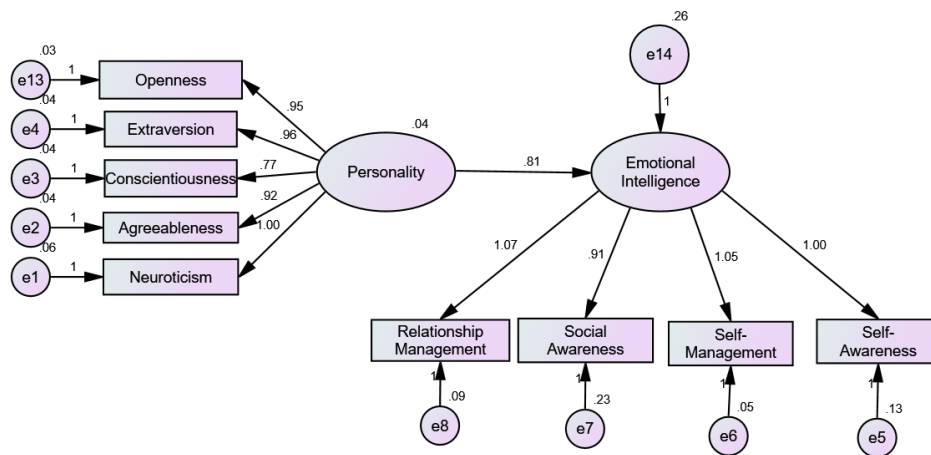 .26
e14
1
.03
e13
1
Openness
.04
e4
1
Extraversion
.04
e3
1
Conscientiousness
.04
e2
1
Agreeableness
.06
e1
1
Neuroticism
.95
.96
.77
.92
1.00
.04
Personality
.81
Emotional
Intelligence
1.07
.91
1.05
1.00
Relationship
Management
Social
Awareness
Self-
Management
Self-
Awareness
1
.09
e8
1
.23
e7
1
.05
e6
1
.13
e5